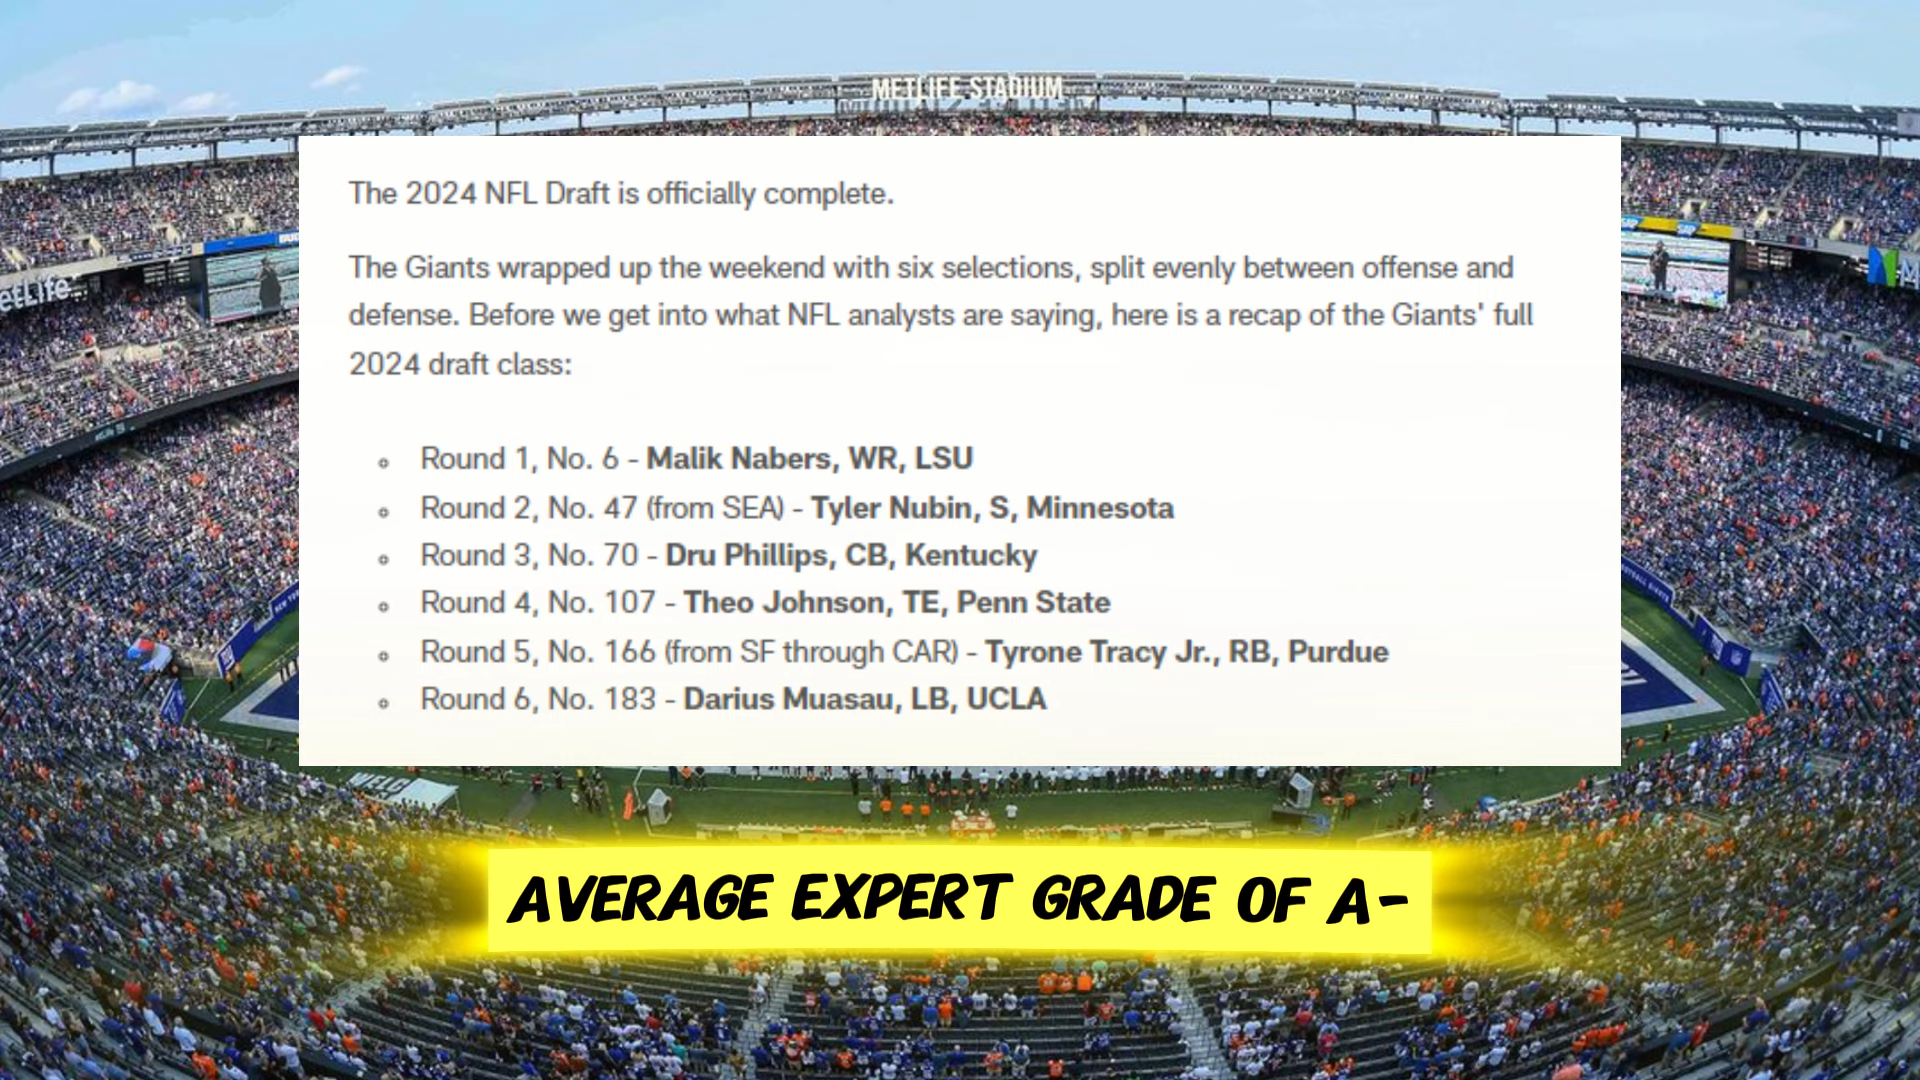 METLIFE STADIUM
The 2024 NFL Draft is officially complete.
The Giants wrapped up the weekend with six selections, split evenly between offense and
defense. Before we get into what NFL analysts are saying, here is a recap of the Giants' full
2024 draft class:
Round 1, No. 6 - Malik Nabers, WR, LSU
Round 2, No. 47 (from SEA) - Tyler Nubin, S, Minnesota
Round 3, No. 70 - Dru Phillips, CB, Kentucky
Round 4, No. 107 - Theo Johnson, TE, Penn State
Round 5, No. 166 (from SF through CAR) - Tyrone Tracy Jr., RB, Purdue
Round 6, No. 183 - Darius Muasau, LB, UCLA
AVERAGE EXPERT GRADE OF A-